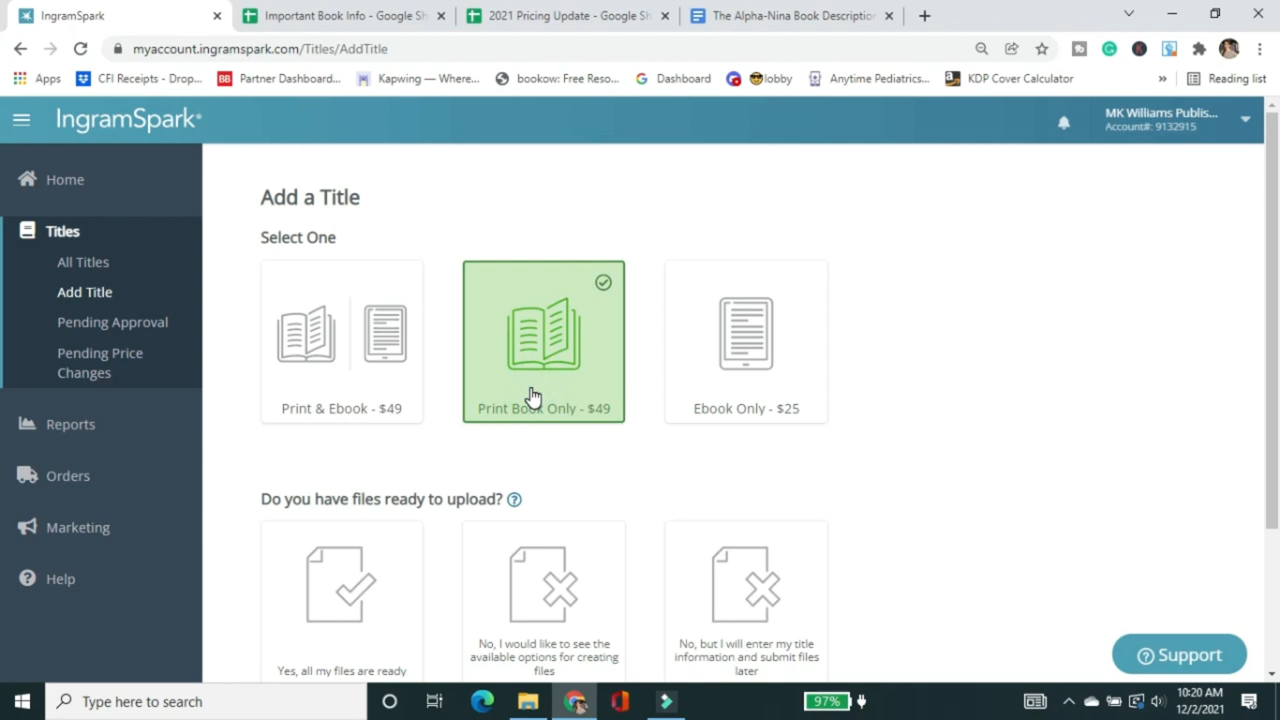 IngramSpark
Important Book Info - Google Sh
2021 Pricing Update - Google Sh
The Alpha-Nina Book Description
myaccount.ingramspark.com/Titles/AddTitle
Apps
CFI Receipts - Drop...
BB
Partner Dashboard...
Kapwing — Where...
bookow: Free Reso...
Dashboard
lobby
Anytime Pediatrics...
KDP Cover Calculator
»
Reading list
IngramSpark®
MK Williams Publis...
Account#: 9132915
Home
Titles
All Titles
Add Title
Pending Approval
Pending Price
Changes
Reports
Orders
Marketing
Help
Add a Title
Select One
Print & Ebook - $49
Print Book Only - $49
Ebook Only - $25
Do you have files ready to upload?
Yes, all my files are ready
No, I would like to see the
available options for creating
files
No, but I will enter my title
information and submit files
later
Support
Type here to search
97%
10:20 AM
12/2/2021